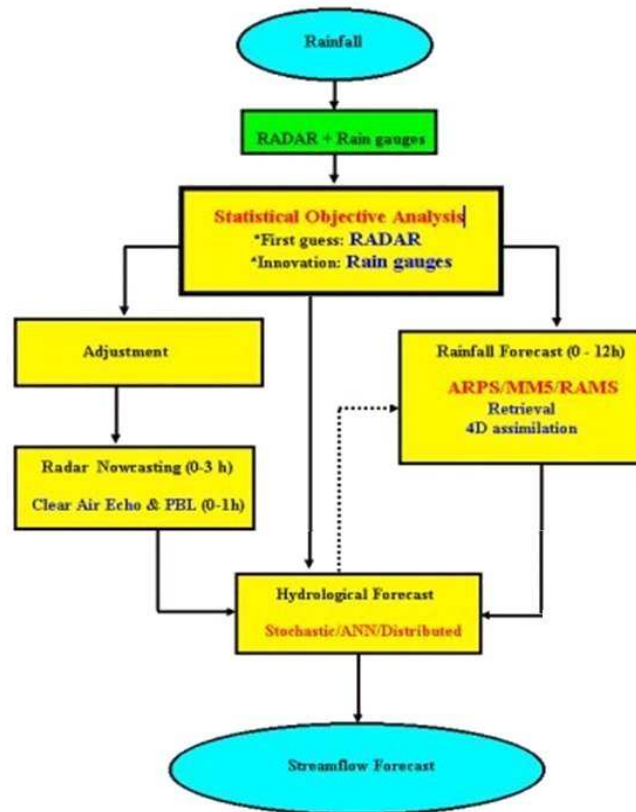 Rainfall
RADAR + Rain gauges
Statistical Objective Analysis
*First guess: RADAR
*Innovation: Rain gauges
Adjustment
Rainfall Forecast (0 - 12h)
ARPS/MM5/RAMS
Retrieval
4D assimilation
Radar Nowcasting (0-3 h)
Clear Air Echo & PBL (0-1h)
Hydrological Forecast
Stochastic/ANN/Distributed
Streamflow Forecast